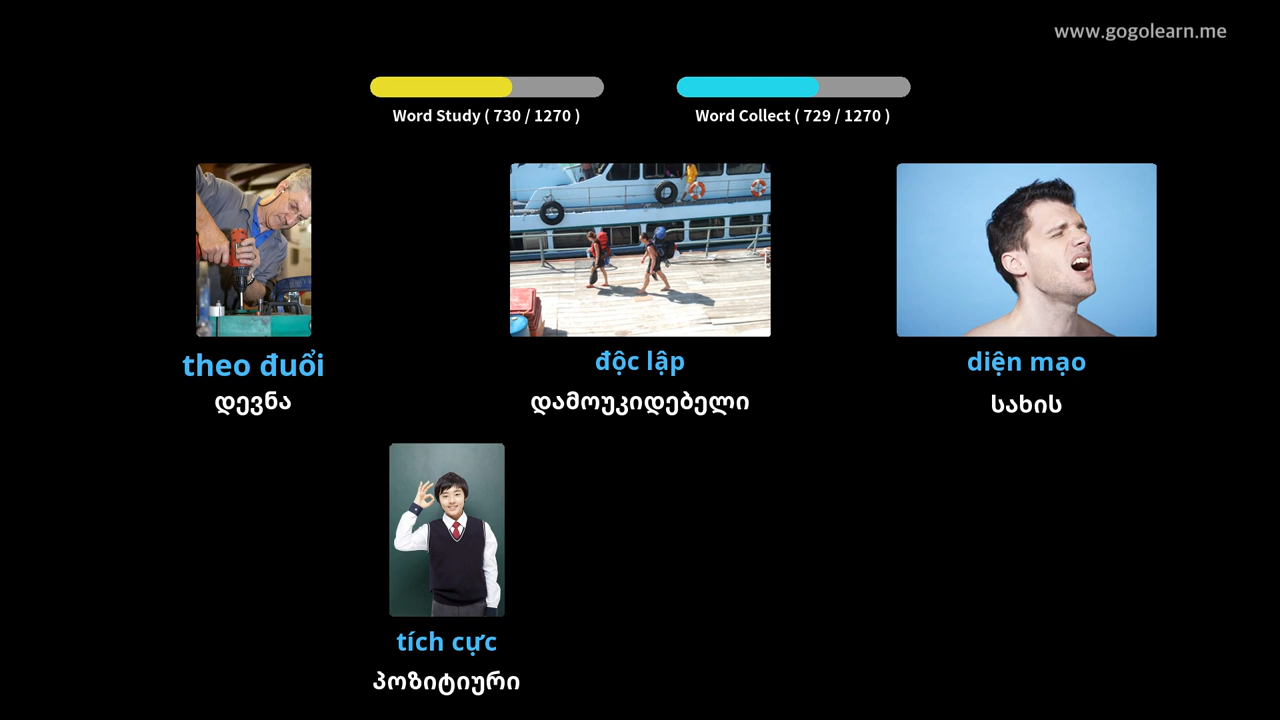 www.gogolearn.me
Word Study ( 730 / 1270 )
Word Collect ( 729 / 1270 )
theo đuổi
დევნა
độc lập
დამოუკიდებელი
diện mạo
სახის
tích cực
პოზიტიური